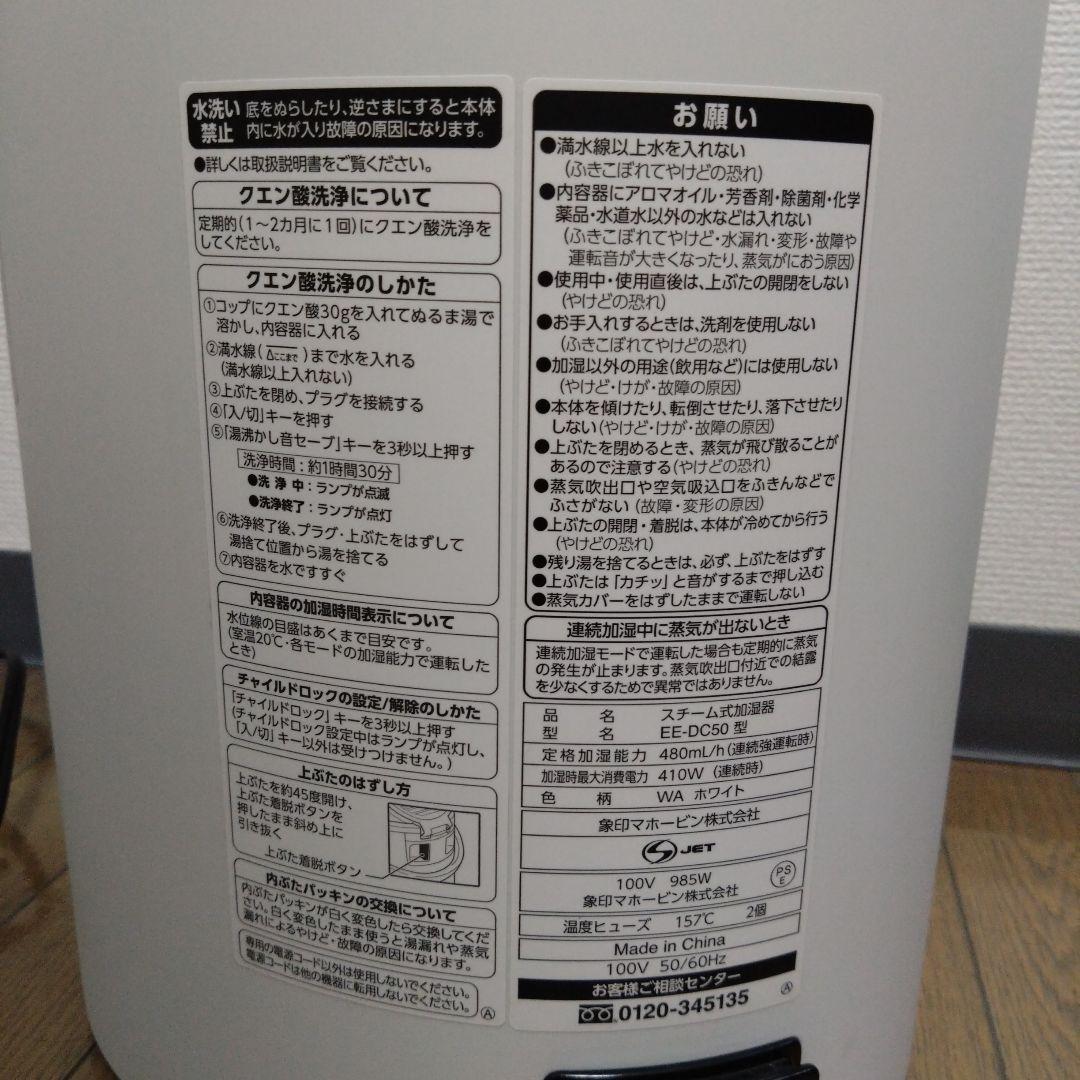 水洗い禁止
底をぬらしたり、逆さまにすると本体
内に水が入り故障の原因になります。
●詳しくは取扱説明書をご覧ください。
クエン酸洗浄について
定期的(1〜2カ月に1回)にクエン酸洗浄を
してください。
クエン酸洗浄のしかた
①コップにクエン酸30gを入れてぬるま湯で
溶かし、内容器に入れる
②満水線(△ここまで)まで水を入れる
(満水線以上入れない)
③上ぶたを閉め、プラグを接続する
④「入/切」キーを押す
⑤「湯沸かし音セーブ」キーを3秒以上押す
洗浄時間:約1時間30分
●洗浄中:ランプが点滅
●洗浄終了:ランプが点灯
⑥洗浄終了後、プラグ・上ぶたをはずして
湯捨て位置から湯を捨てる
⑦内容器を水ですすぐ
内容器の加湿時間表示について
水位線の目盛はあくまで目安です。
(室温20℃・各モードの加湿能力で運転した
とき)
チャイルドロックの設定/解除のしかた
「チャイルドロック」キーを3秒以上押す
(チャイルドロック設定中はランプが点灯し、
「入/切」キー以外は受けつけません。)
上ぶたのはずし方
上ぶたを約45度開け、
上ぶた着脱ボタンを
押したまま斜め上に
引き抜く
上ぶた着脱ボタン
内ぶたパッキンの交換について
内ぶたパッキンが白く変色したら交換してくだ
さい。白く変色したまま使うと湯漏れや蒸気
漏れによるやけど・故障の原因になります。
専用の電源コード以外は使用しないでください。
電源コードは他の機器に転用しないでください。
Ⓐ
お願い
●満水線以上水を入れない
(ふきこぼれてやけどの恐れ)
●内容器にアロマオイル・芳香剤・除菌剤・化学
薬品・水道水以外の水などは入れない
(ふきこぼれてやけど・水漏れ・変形・故障や
運転音が大きくなったり、蒸気がにおう原因)
●使用中・使用直後は、上ぶたの開閉をしない
(やけどの恐れ)
●お手入れするときは、洗剤を使用しない
(ふきこぼれてやけどの恐れ)
●加湿以外の用途(飲用など)には使用しない
(やけど・けが・故障の原因)
●本体を傾けたり、転倒させたり、落下させたり
しない(やけど・けが・故障の原因)
●上ぶたを閉めるとき、蒸気が飛び散ることが
あるので注意する(やけどの恐れ)
●蒸気吹出口や空気吸込口をふきんなどで
ふさがない(故障・変形の原因)
●上ぶたの開閉・着脱は、本体が冷めてから行う
(やけどの恐れ)
●残り湯を捨てるときは、必ず、上ぶたをはずす
●上ぶたは「カチッ」と音がするまで押し込む
●蒸気カバーをはずしたままで運転しない
連続加湿中に蒸気が出ないとき
連続加湿モードで運転した場合も定期的に蒸気
の発生が止まります。蒸気吹出口付近での結露
を少なくするためで異常ではありません。
品名 スチーム式加湿器
型名 EE-DC50 型
定格加湿能力 480mL/h(連続強運転時)
加湿時最大消費電力 410W (連続時)
色柄 WA ホワイト
象印マホービン株式会社
JET
100V 985W
象印マホービン株式会社
PSE
温度ヒューズ 157℃ 2個
Made in China
100V 50/60Hz
お客様ご相談センター
0120-345135
Ⓐ